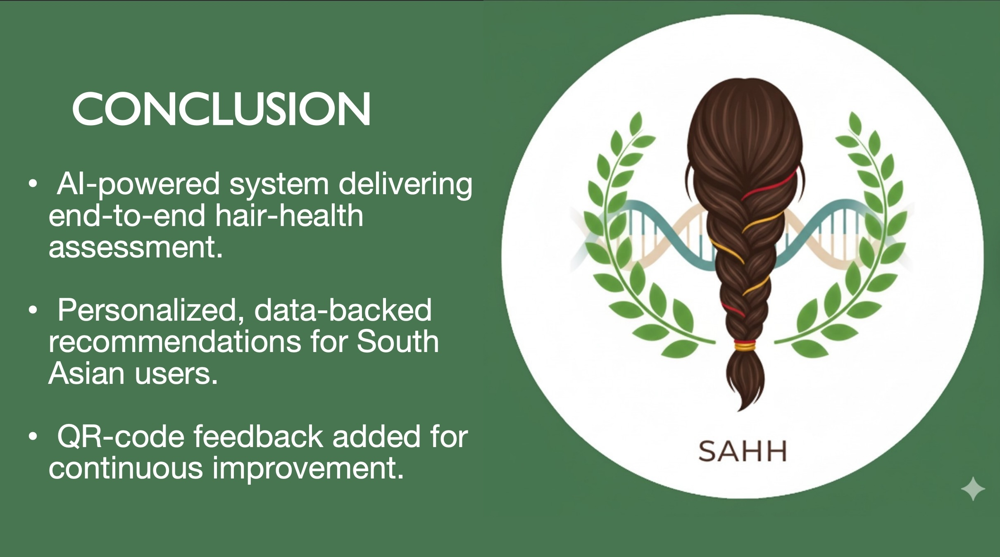 CONCLUSION
• AI-powered system delivering
end-to-end hair-health
assessment.
• Personalized, data-backed
recommendations for South
Asian users.
• QR-code feedback added for
continuous improvement.
SAHH